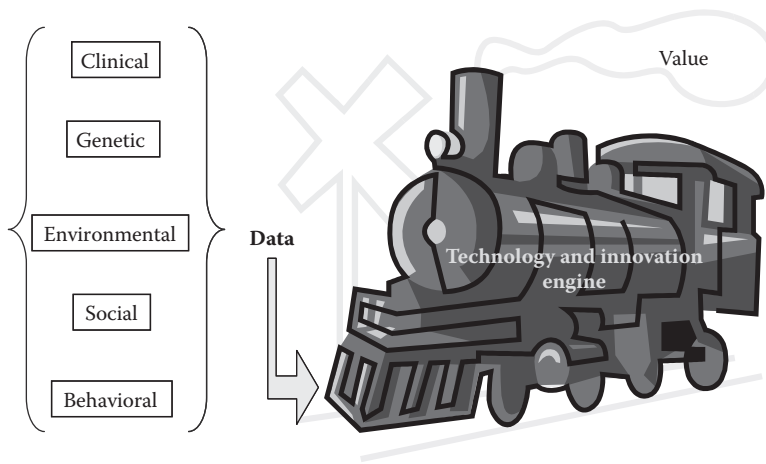 Clinical
Genetic
Environmental
Social
Behavioral
Data
Technology and innovation
engine
Value